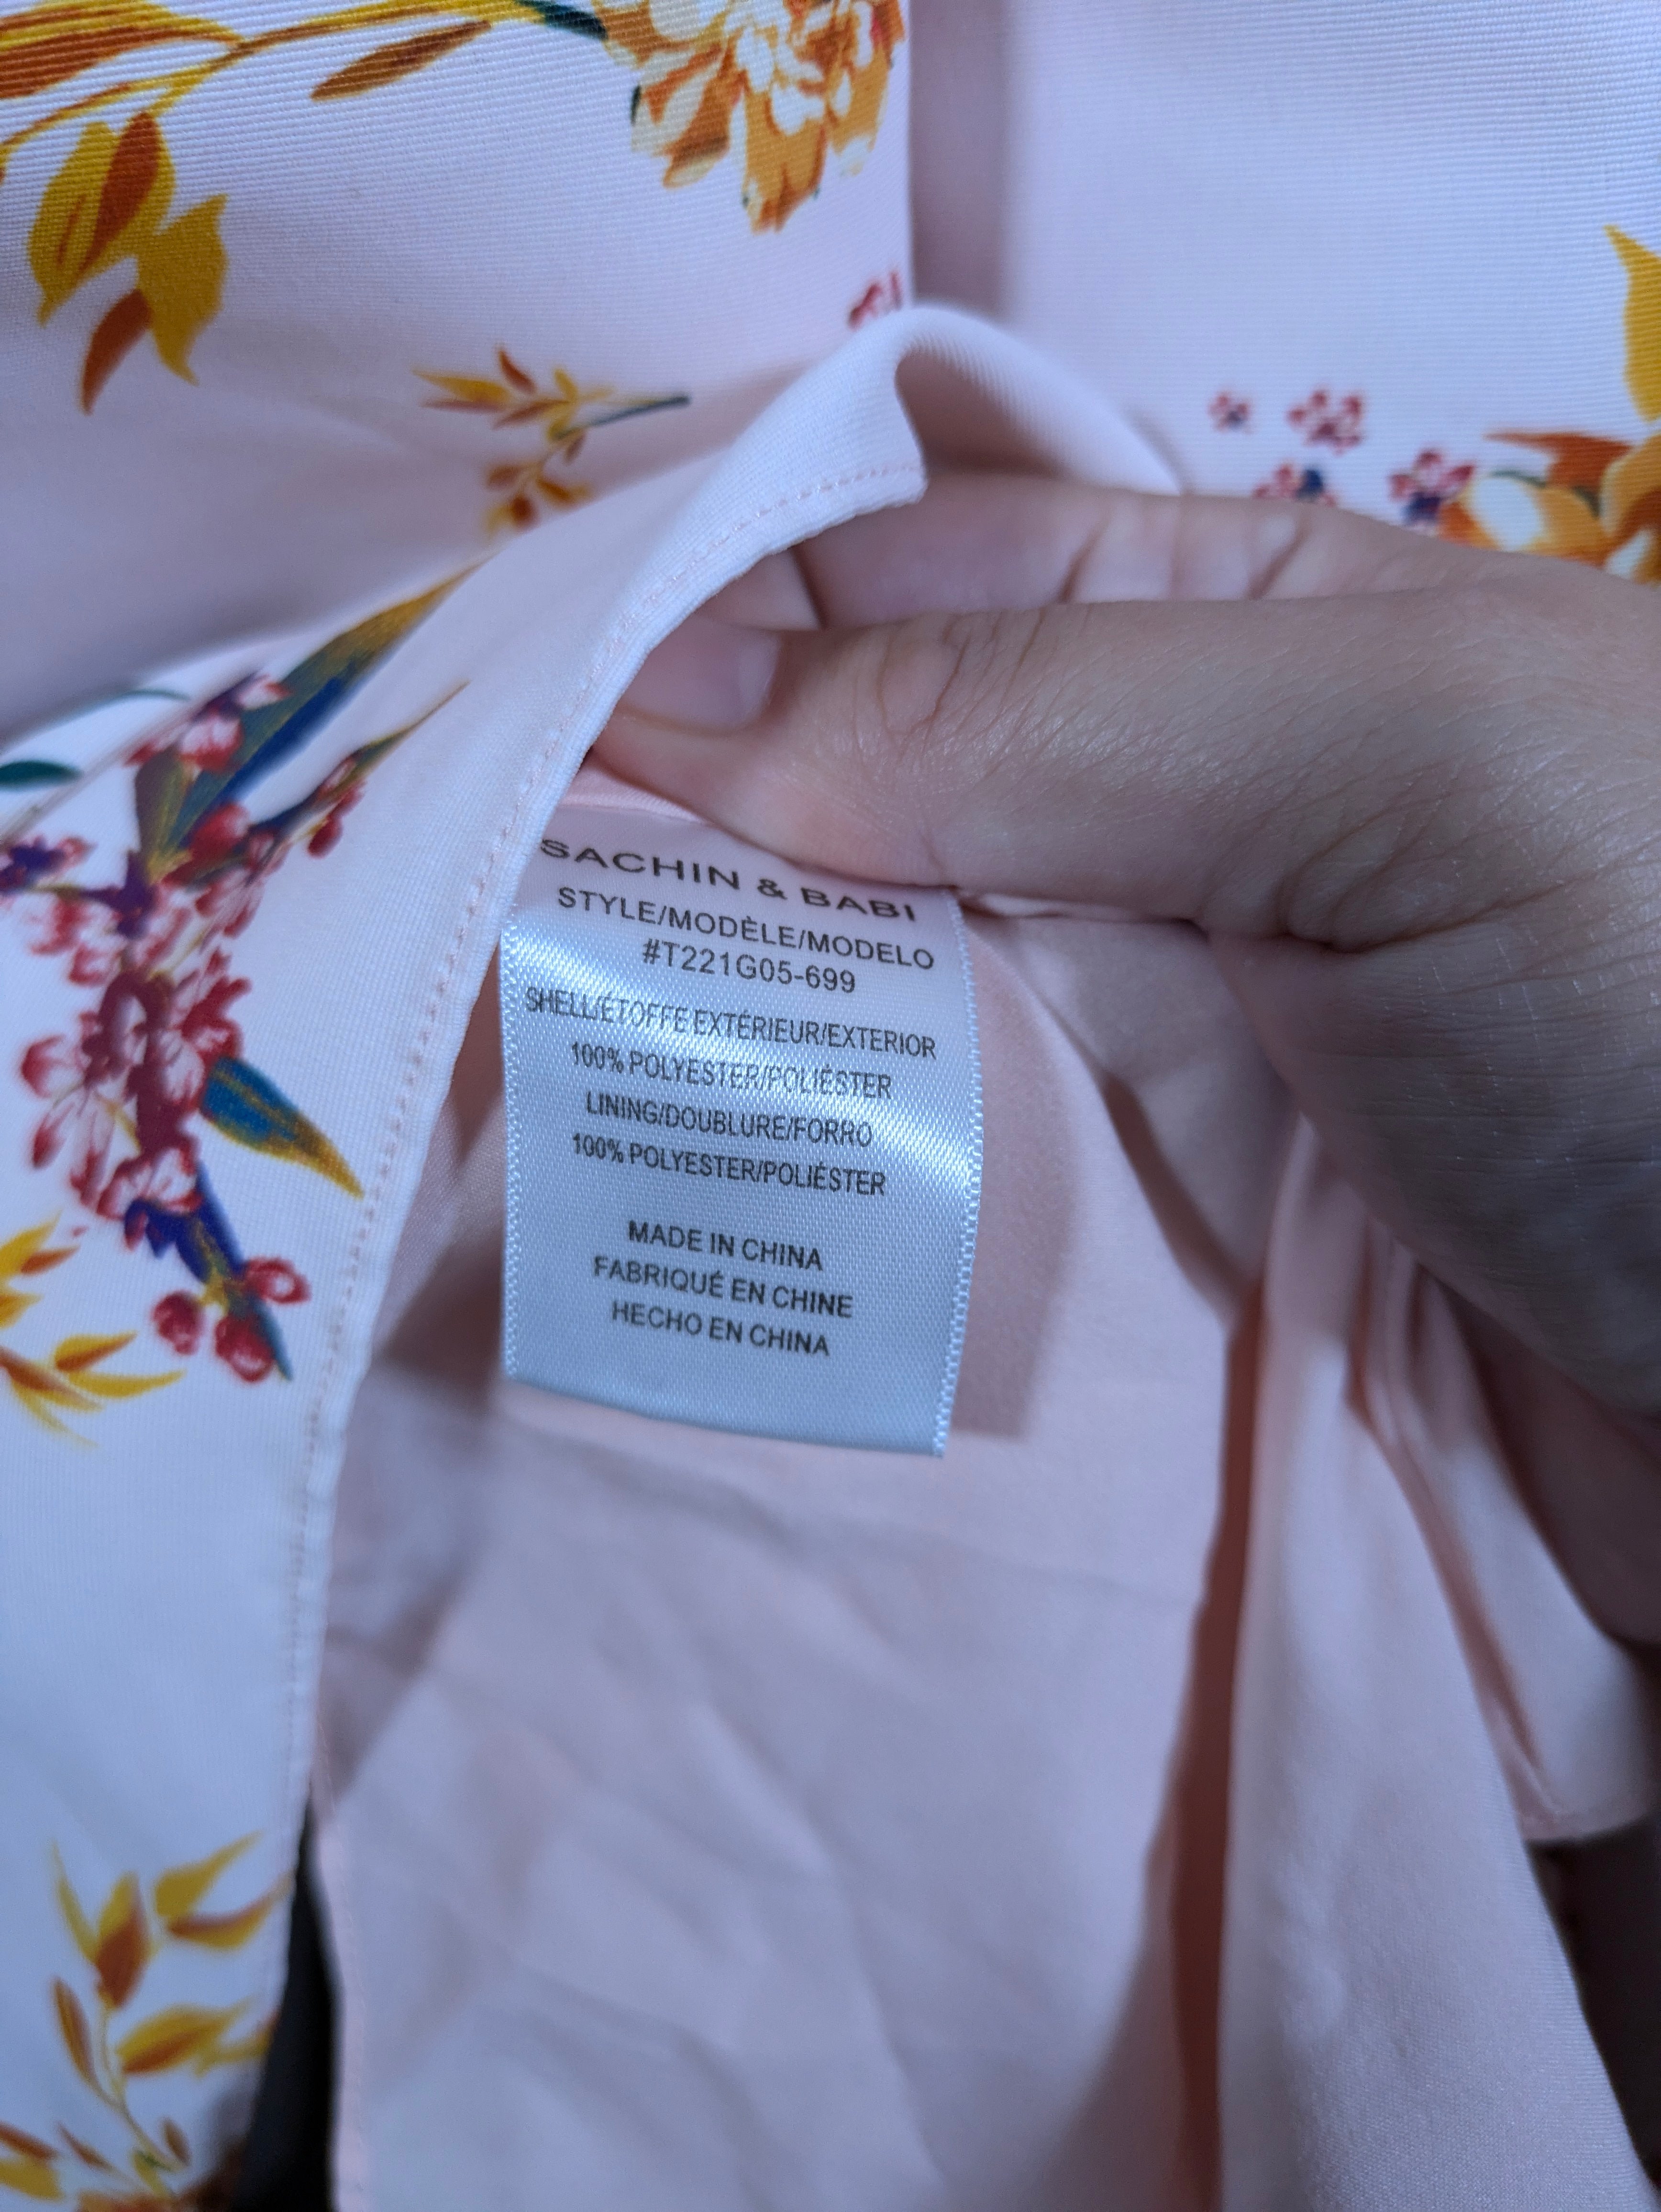 SACHIN & BABI
STYLE/MODÈLE/MODELO
#T221G05-699
SHELL/ÉTOFFE EXTÉRIEUR/EXTERIOR
100% POLYESTER/POLIÉSTER
LINING/DOUBLURE/FORRO
100% POLYESTER/POLIÉSTER
MADE IN CHINA
FABRIQUÉ EN CHINE
HECHO EN CHINA